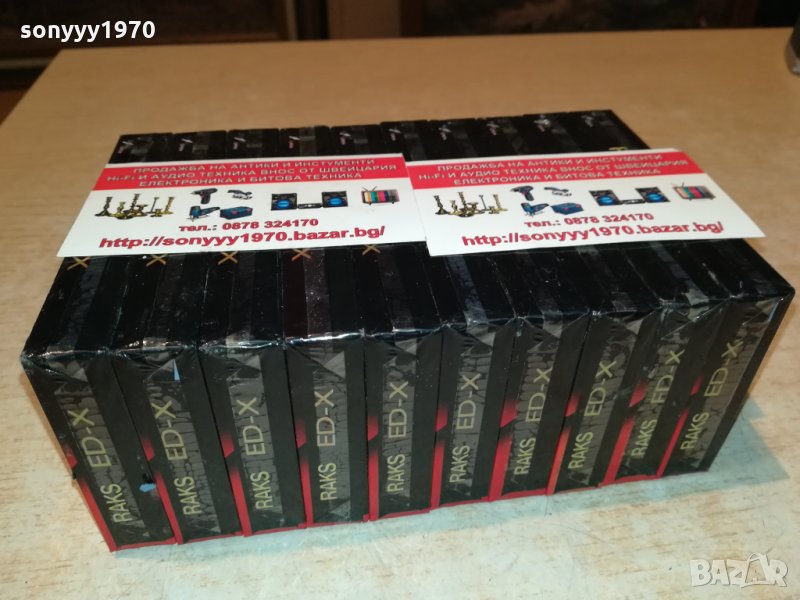 sonyyy1970
ПРОДАЖБА НА АНТИКИ И ИНСТУМЕНТИ
Hi-Fi И АУДИО ТЕХНИКА ВНОС ОТ ШВЕЙЦАРИЯ
ЕЛЕКТРОНИКА И БИТОВА ТЕХНИКА
тел.: 0878 324170
http://sonyyy1970.bazar.bg/
ПРОДАЖБА НА АНТИКИ И ИНСТУМЕНТИ
Hi-Fi И АУДИО ТЕХНИКА ВНОС ОТ ШВЕЙЦАРИЯ
ЕЛЕКТРОНИКА И БИТОВА ТЕХНИКА
тел.: 0878 324170
http://sonyyy1970.bazar.bg/
RAKS ED-X
RAKS ED-X
RAKS ED-X
RAKS ED-X
RAKS ED-X
RAKS ED-X
RAKS ED-X
RAKS ED-X
RAKS ED-X
RAKS ED-X
BAZAR